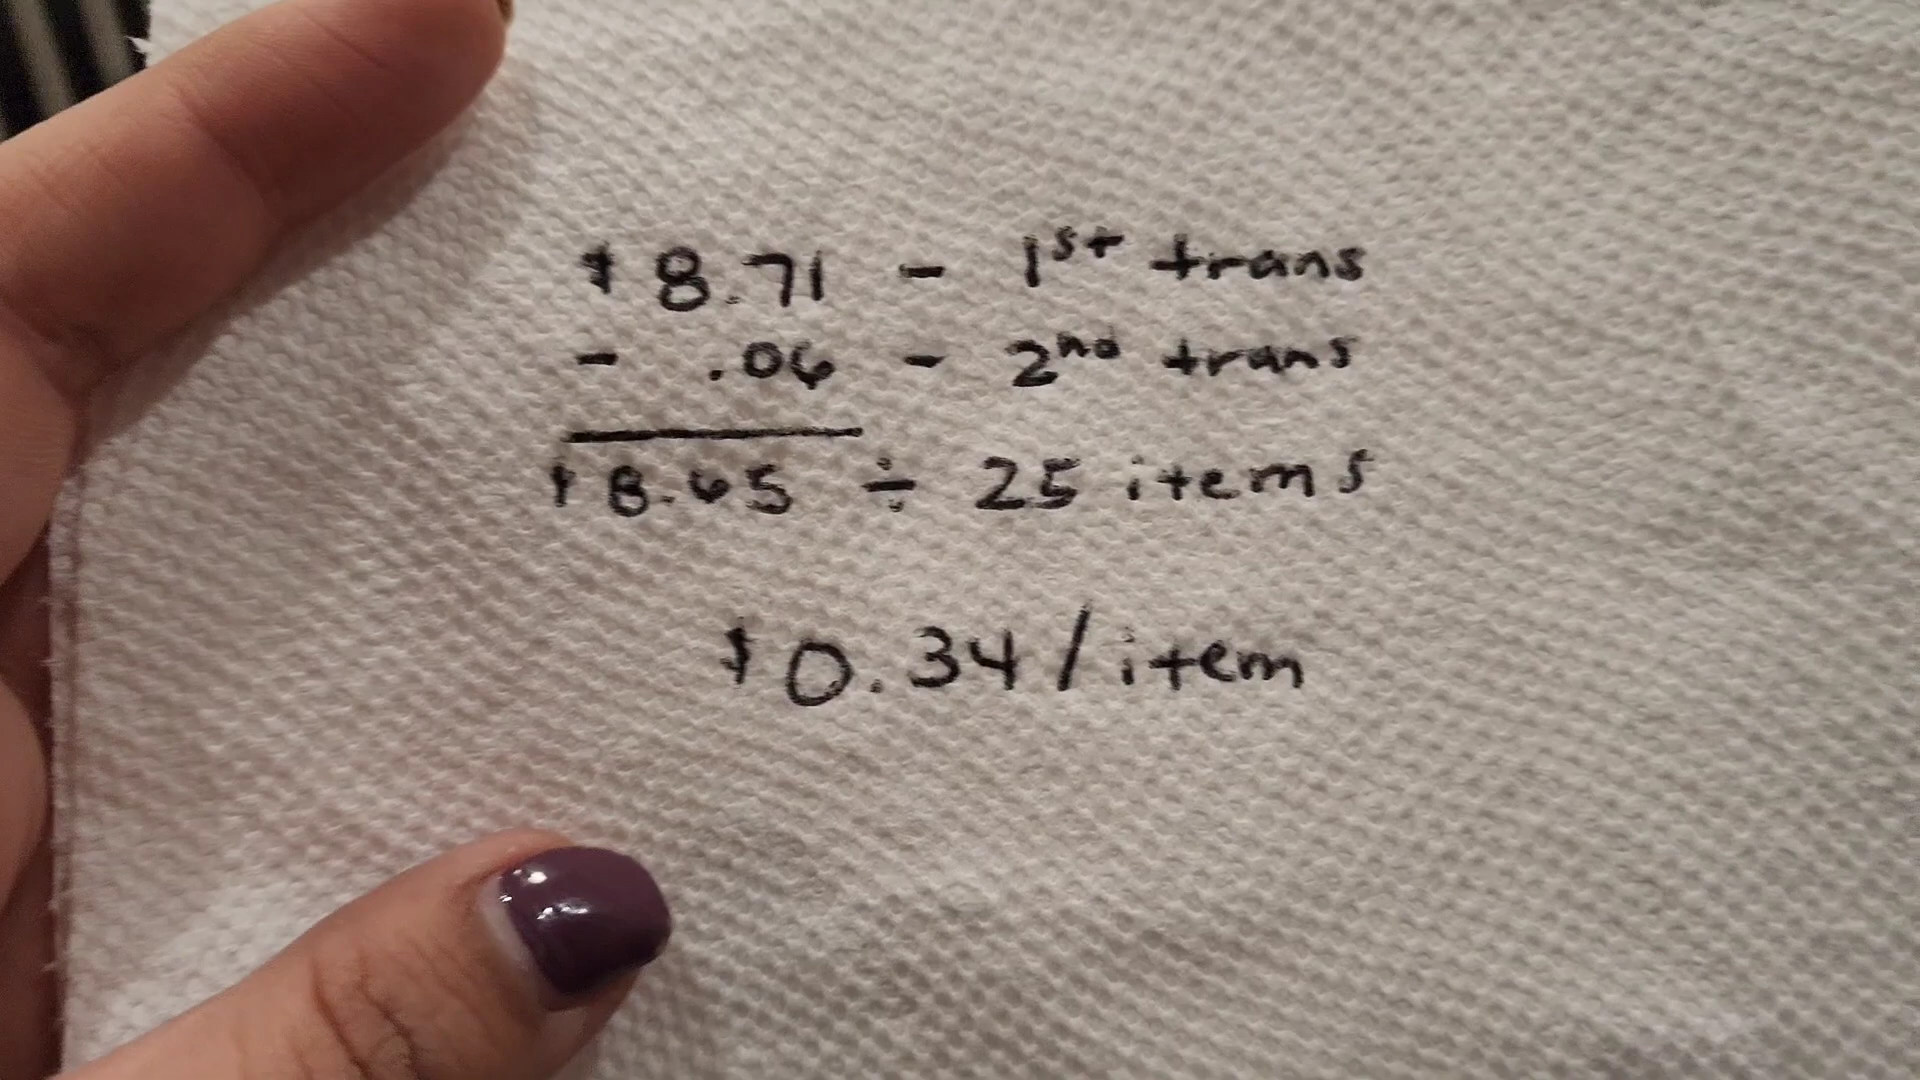 $8.71 - 1st trans
- .06 - 2nd trans
$8.65 ÷ 25 items
$0.34/item